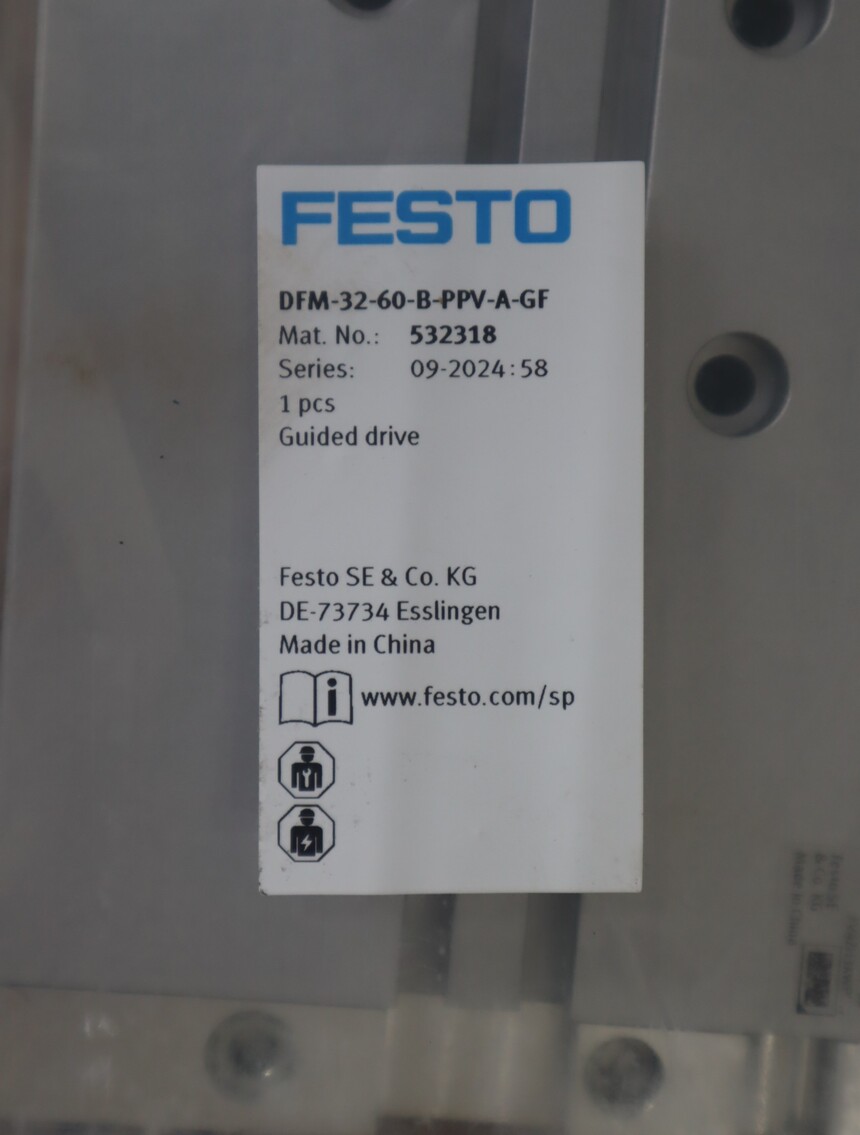 FESTO
DFM-32-60-B-PPV-A-GF
Mat. No.: 532318
Series: 09-2024:58
1 pcs
Guided drive
Festo SE & Co. KG
DE-73734 Esslingen
Made in China
www.festo.com/sp